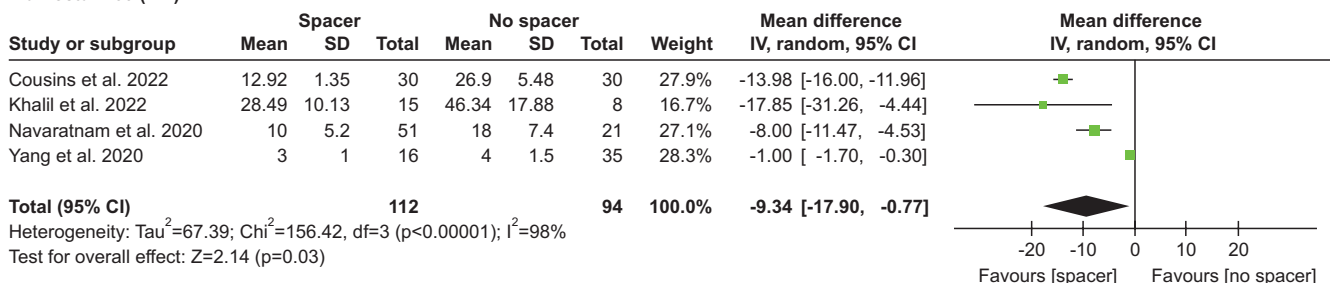 Spacer No spacer Mean difference Mean difference
Study or subgroup Mean SD Total Mean SD Total Weight IV, random, 95% CI IV, random, 95% CI
Cousins et al. 2022 12.92 1.35 30 26.9 5.48 30 27.9% -13.98 [-16.00, -11.96]
Khalil et al. 2022 28.49 10.13 15 46.34 17.88 8 16.7% -17.85 [-31.26, -4.44]
Navaratnam et al. 2020 10 5.2 51 18 7.4 21 27.1% -8.00 [-11.47, -4.53]
Yang et al. 2020 3 1 16 4 1.5 35 28.3% -1.00 [ -1.70, -0.30]
Total (95% CI) 112 94 100.0% -9.34 [-17.90, -0.77]
Heterogeneity: Tau²=67.39; Chi²=156.42, df=3 (p<0.00001); I²=98%
Test for overall effect: Z=2.14 (p=0.03)
-20 -10 0 10 20
Favours [spacer] Favours [no spacer]